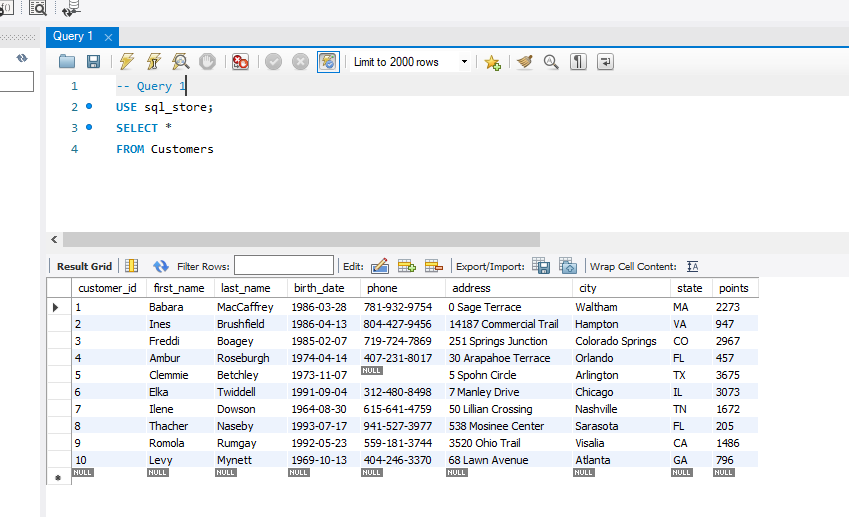 Query 1
Limit to 2000 rows
1 -- Query 1
2 USE sql_store;
3 SELECT *
4 FROM Customers
Result Grid Filter Rows: Edit: Export/Import: Wrap Cell Content:
customer_id first_name last_name birth_date phone address city state points
1 Babara MacCaffrey 1986-03-28 781-932-9754 0 Sage Terrace Waltham MA 2273
2 Ines Brushfield 1986-04-13 804-427-9456 14187 Commercial Trail Hampton VA 947
3 Freddi Boagey 1985-02-07 719-724-7869 251 Springs Junction Colorado Springs CO 2967
4 Ambur Roseburgh 1974-04-14 407-231-8017 30 Arapahoe Terrace Orlando FL 457
5 Clemmie Betchley 1973-11-07 NULL 5 Spohn Circle Arlington TX 3675
6 Elka Twiddell 1991-09-04 312-480-8498 7 Manley Drive Chicago IL 3073
7 Ilene Dowson 1964-08-30 615-641-4759 50 Lillian Crossing Nashville TN 1672
8 Thacher Naseby 1993-07-17 941-527-3977 538 Mosinee Center Sarasota FL 205
9 Romola Rumgay 1992-05-23 559-181-3744 3520 Ohio Trail Visalia CA 1486
10 Levy Mynett 1969-10-13 404-246-3370 68 Lawn Avenue Atlanta GA 796
NULL NULL NULL NULL NULL NULL NULL NULL NULL